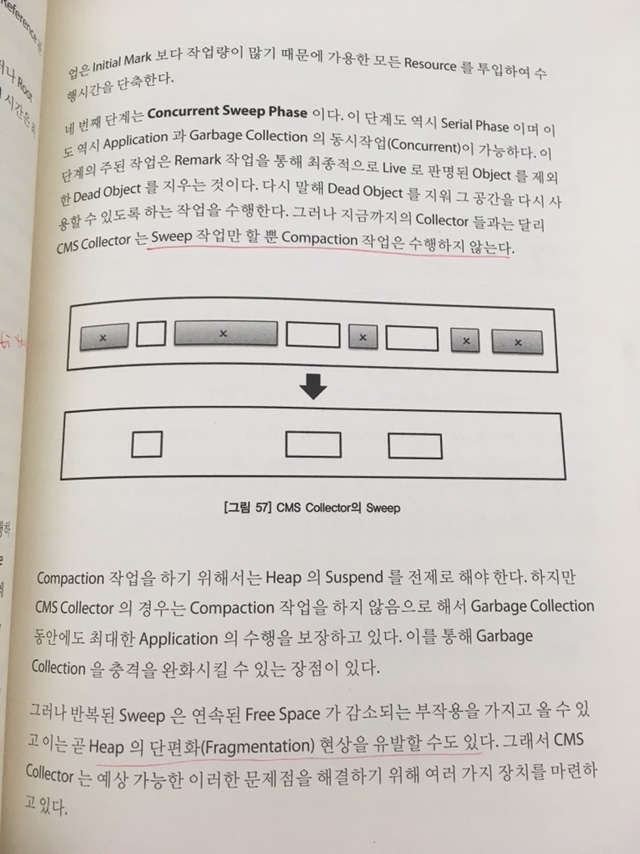 업은 Initial Mark 보다 작업량이 많기 때문에 가용한 모든 Resource 를 투입하여 수
행시간을 단축한다.
네 번째 단계는 Concurrent Sweep Phase 이다. 이 단계도 역시 Serial Phase 이며 이
도 역시 Application 과 Garbage Collection 의 동시작업(Concurrent)이 가능하다. 이
단계의 주된 작업은 Remark 작업을 통해 최종적으로 Live 로 판명된 Object 를 제외
한 Dead Object 를 지우는 것이다. 다시 말해 Dead Object 를 지워 그 공간을 다시 사
용할 수 있도록 하는 작업을 수행한다. 그러나 지금까지의 Collector 들과는 달리
CMS Collector 는 Sweep 작업만 할 뿐 Compaction 작업은 수행하지 않는다.
x x x x x
[그림 57] CMS Collector의 Sweep
Compaction 작업을 하기 위해서는 Heap 의 Suspend 를 전제로 해야 한다. 하지만
CMS Collector 의 경우는 Compaction 작업을 하지 않음으로 해서 Garbage Collection
동안에도 최대한 Application 의 수행을 보장하고 있다. 이를 통해 Garbage
Collection 을 충격을 완화시킬 수 있는 장점이 있다.
그러나 반복된 Sweep 은 연속된 Free Space 가 감소되는 부작용을 가지고 올 수 있
고 이는 곧 Heap 의 단편화(Fragmentation) 현상을 유발할 수도 있다. 그래서 CMS
Collector 는 예상 가능한 이러한 문제점을 해결하기 위해 여러 가지 장치를 마련하
고 있다.